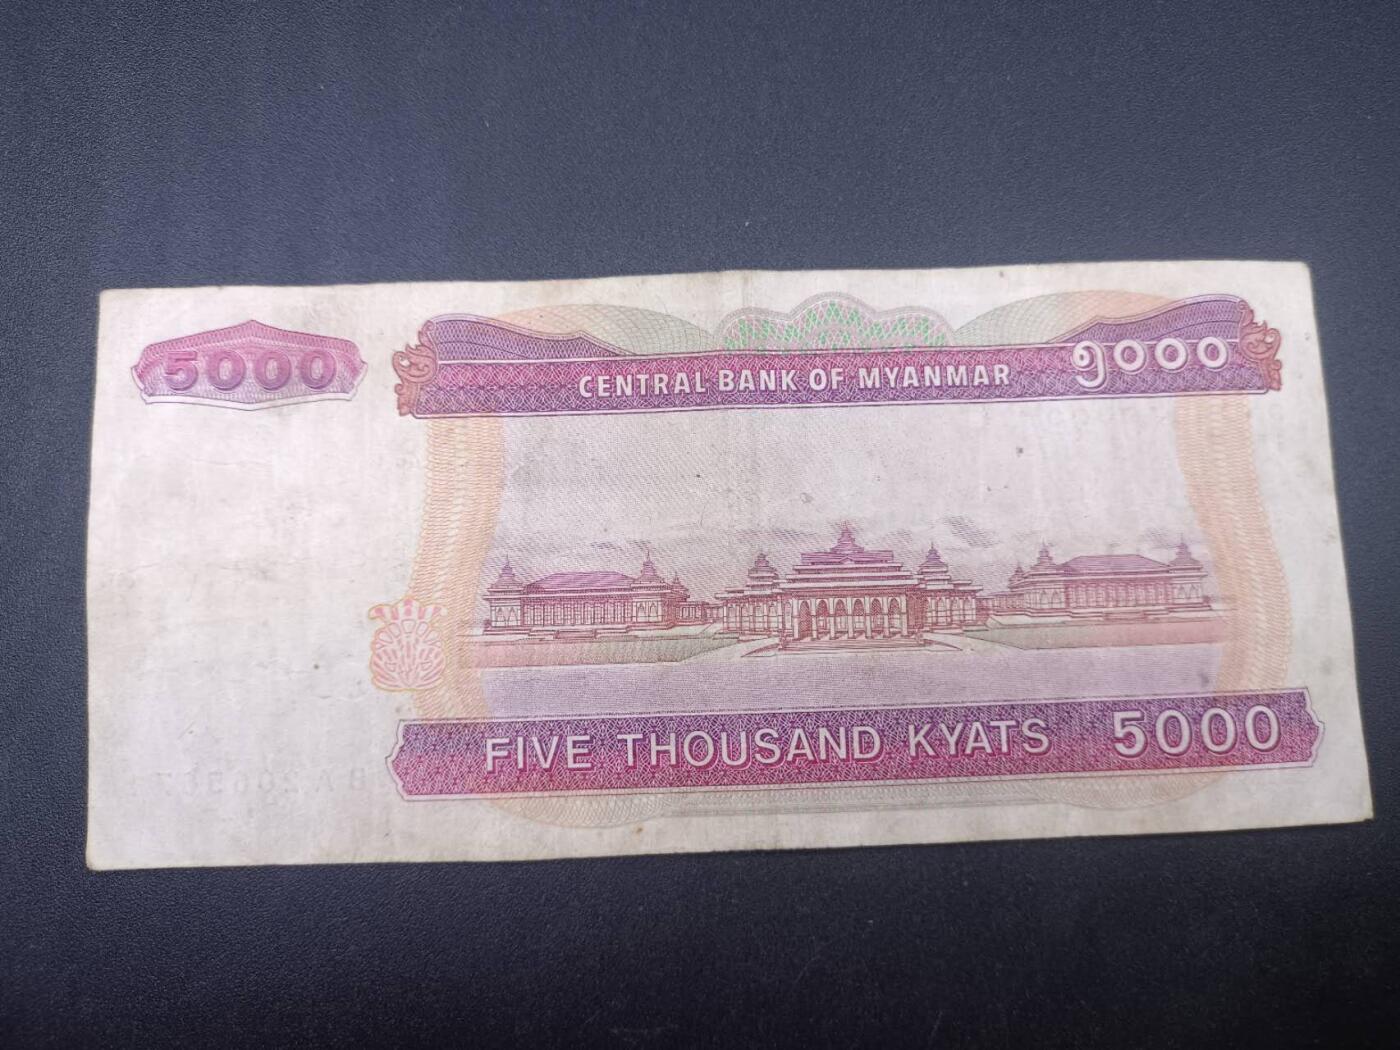 5000
CENTRAL BANK OF MYANMAR ၅၀၀၀
FIVE THOUSAND KYATS 5000